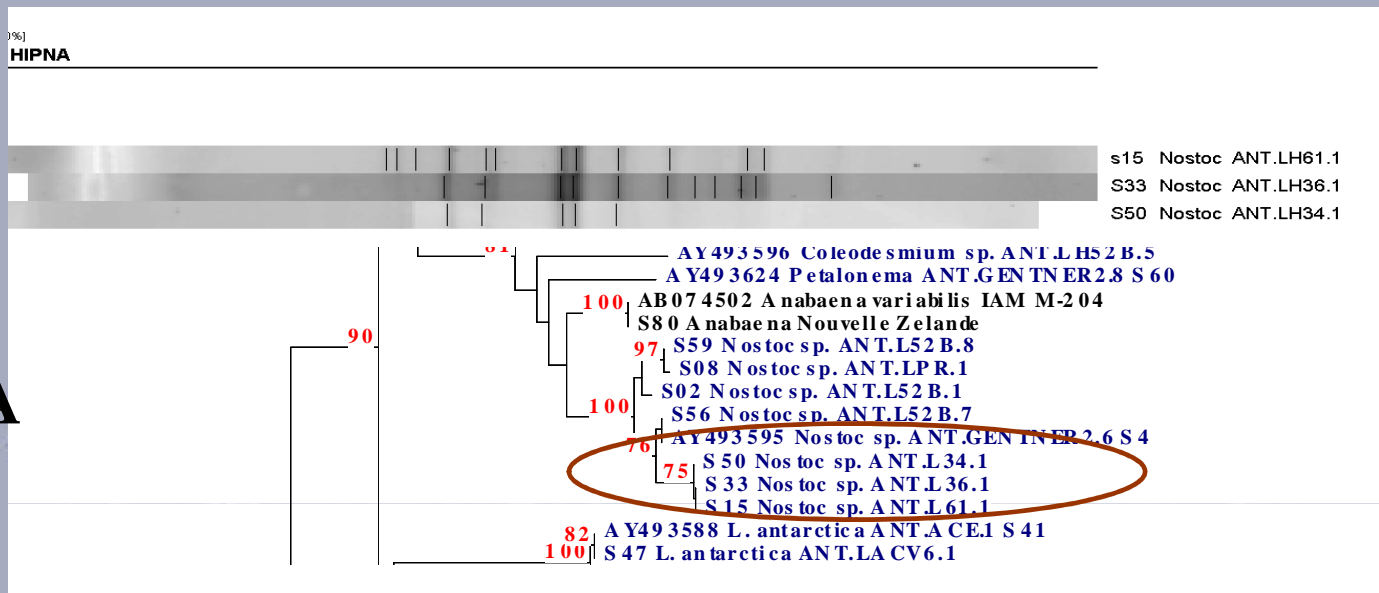 0%]
HIPNA
s15 Nostoc ANT.LH61.1
S33 Nostoc ANT.LH36.1
S50 Nostoc ANT.LH34.1
81
AY493596 Coleodesmium sp. ANT.LH52B.5
AY493624 Petalonema ANT.GENTNER2.8 S60
100
AB074502 Anabaena variabilis IAM M-204
S80 Anabaena Nouvelle Zelande
90
97
S59 Nostoc sp. ANT.L52B.8
S08 Nostoc sp. ANT.LPR.1
S02 Nostoc sp. ANT.L52B.1
100
S56 Nostoc sp. ANT.L52B.7
A
76
AY493595 Nostoc sp. ANT.GENTNER2.6 S4
75
S50 Nostoc sp. ANT.L34.1
S33 Nostoc sp. ANT.L36.1
S15 Nostoc sp. ANT.L61.1
82
AY493588 L. antarctica ANT.ACE.1 S41
100
S47 L. antarctica ANT.LACV6.1